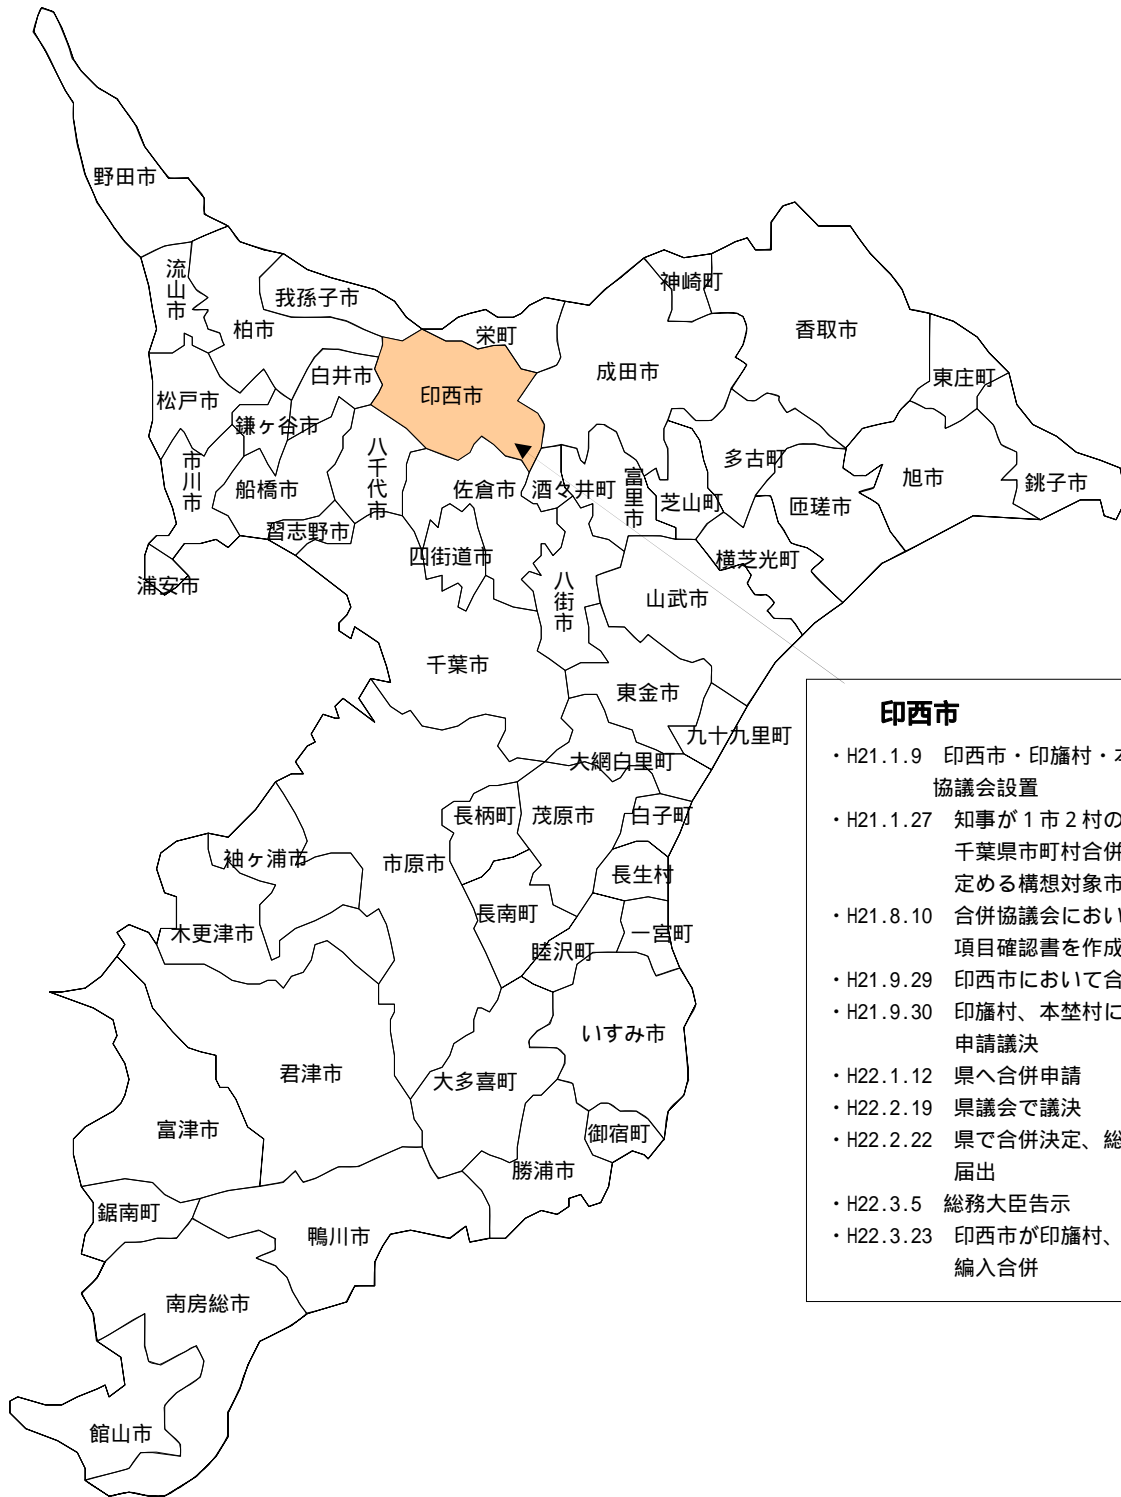 野田市
流山市
柏市
我孫子市
栄町
神崎町
香取市
東庄町
成田市
白井市
印西市
松戸市
鎌ヶ谷市
市川市
船橋市
八千代市
佐倉市
酒々井町
富里市
芝山町
多古町
匝瑳市
旭市
銚子市
習志野市
四街道市
浦安市
八街市
横芝光町
山武市
千葉市
東金市
九十九里町
大網白里町
長柄町
茂原市
白子町
袖ヶ浦市
市原市
長生村
木更津市
長南町
睦沢町
一宮町
いすみ市
君津市
大多喜町
富津市
御宿町
勝浦市
鋸南町
鴨川市
南房総市
館山市
印西市
・H21.1.9 印西市・印旛村・本
協議会設置
・H21.1.27 知事が1市2村の
千葉県市町村合併
定める構想対象市
・H21.8.10 合併協議会におい
項目確認書を作成
・H21.9.29 印西市において合
・H21.9.30 印旛村、本埜村に
申請議決
・H22.1.12 県へ合併申請
・H22.2.19 県議会で議決
・H22.2.22 県で合併決定、総
届出
・H22.3.5 総務大臣告示
・H22.3.23 印西市が印旛村、
編入合併